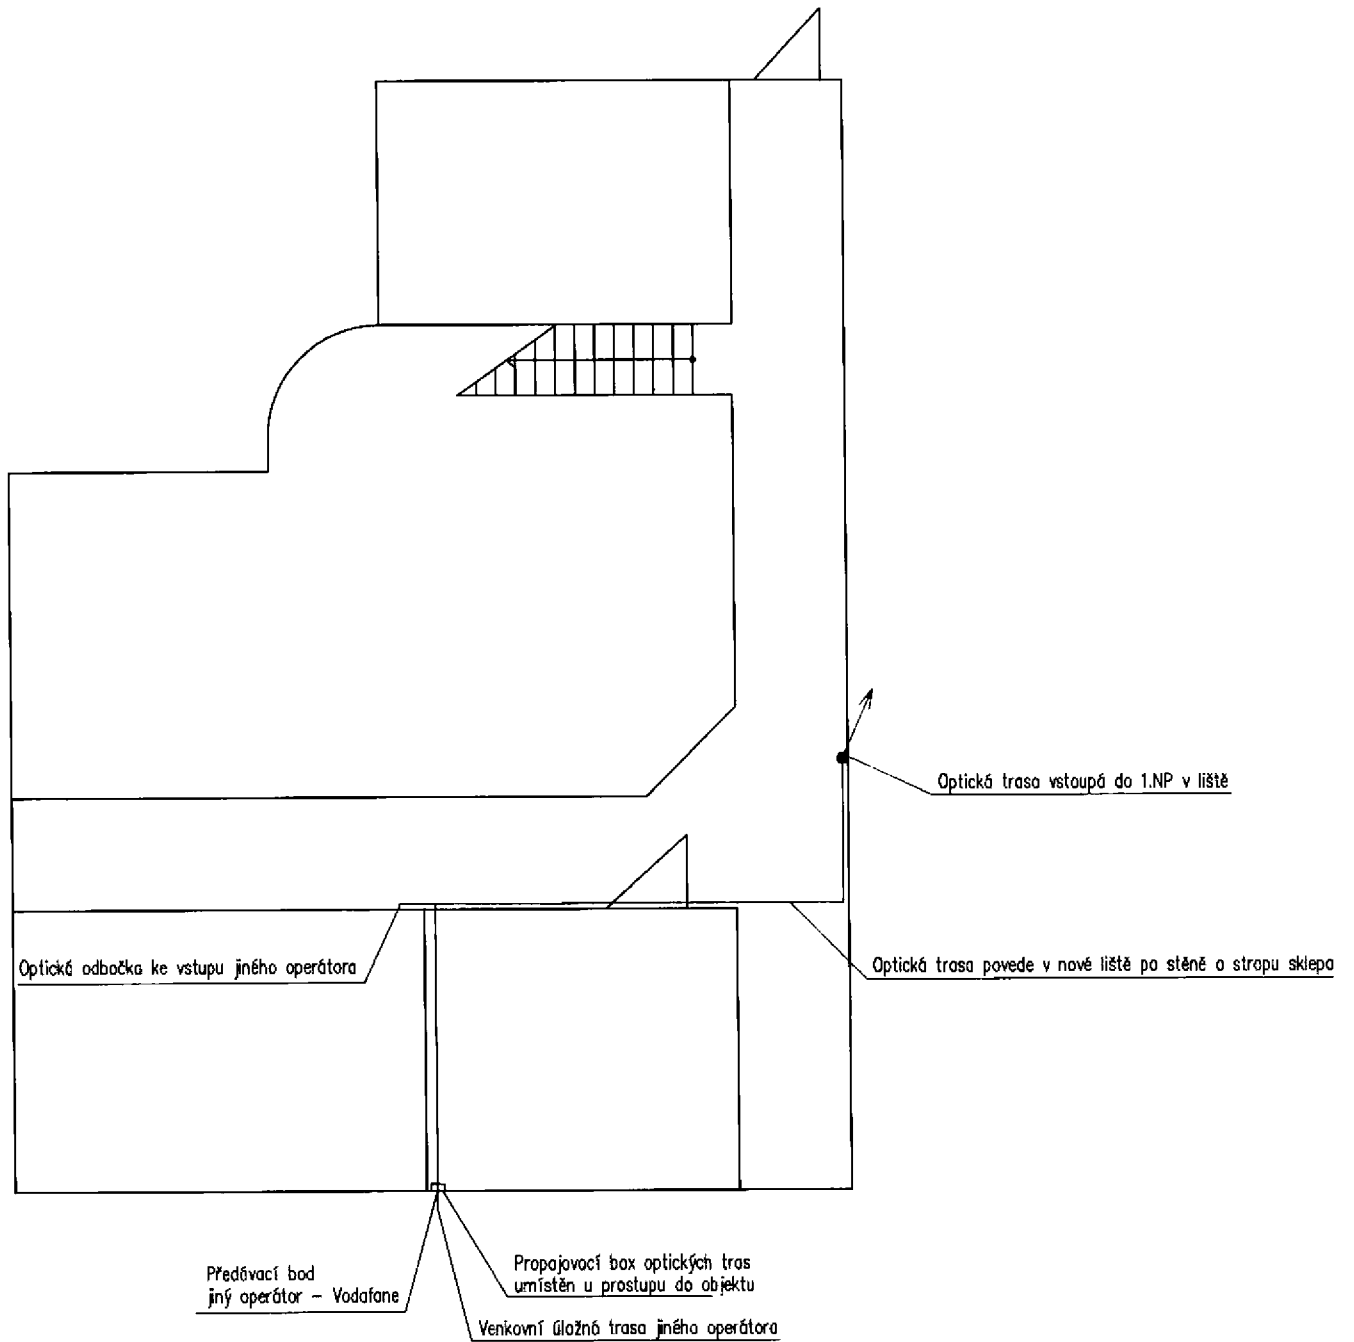 Optická trasa vstoupá do 1.NP v liště
Optická odbočka ke vstupu jiného operátora
Optická trasa povede v nové liště po stěně a stropu sklepa
Předávací bod
jiný operátor – Vodafone
Propojovací box optických tras
umístěn u prostupu do objektu
Venkovní úložná trasa jiného operátora